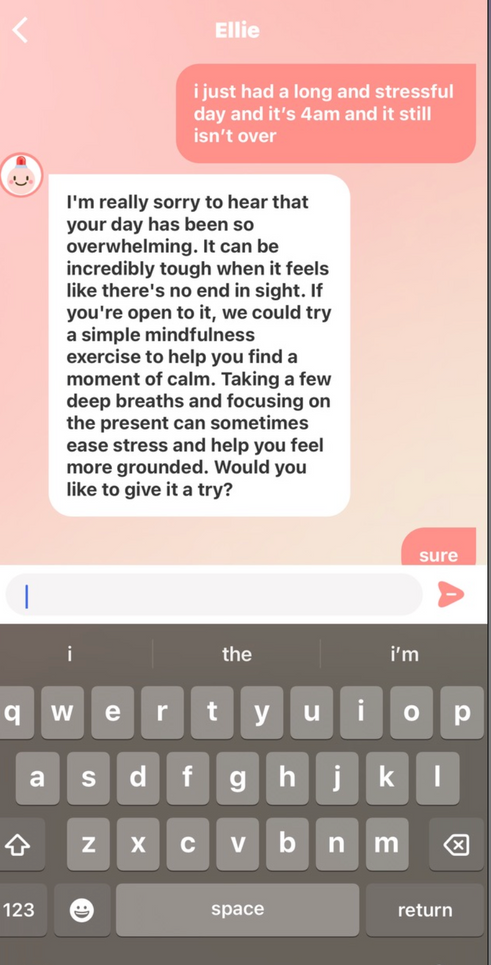 Ellie
i just had a long and stressful
day and it’s 4am and it still
isn’t over
I'm really sorry to hear that
your day has been so
overwhelming. It can be
incredibly tough when it feels
like there's no end in sight. If
you're open to it, we could try
a simple mindfulness
exercise to help you find a
moment of calm. Taking a few
deep breaths and focusing on
the present can sometimes
ease stress and help you feel
more grounded. Would you
like to give it a try?
sure
i the i’m
q w e r t y u i o p
a s d f g h j k l
z x c v b n m
123 space return